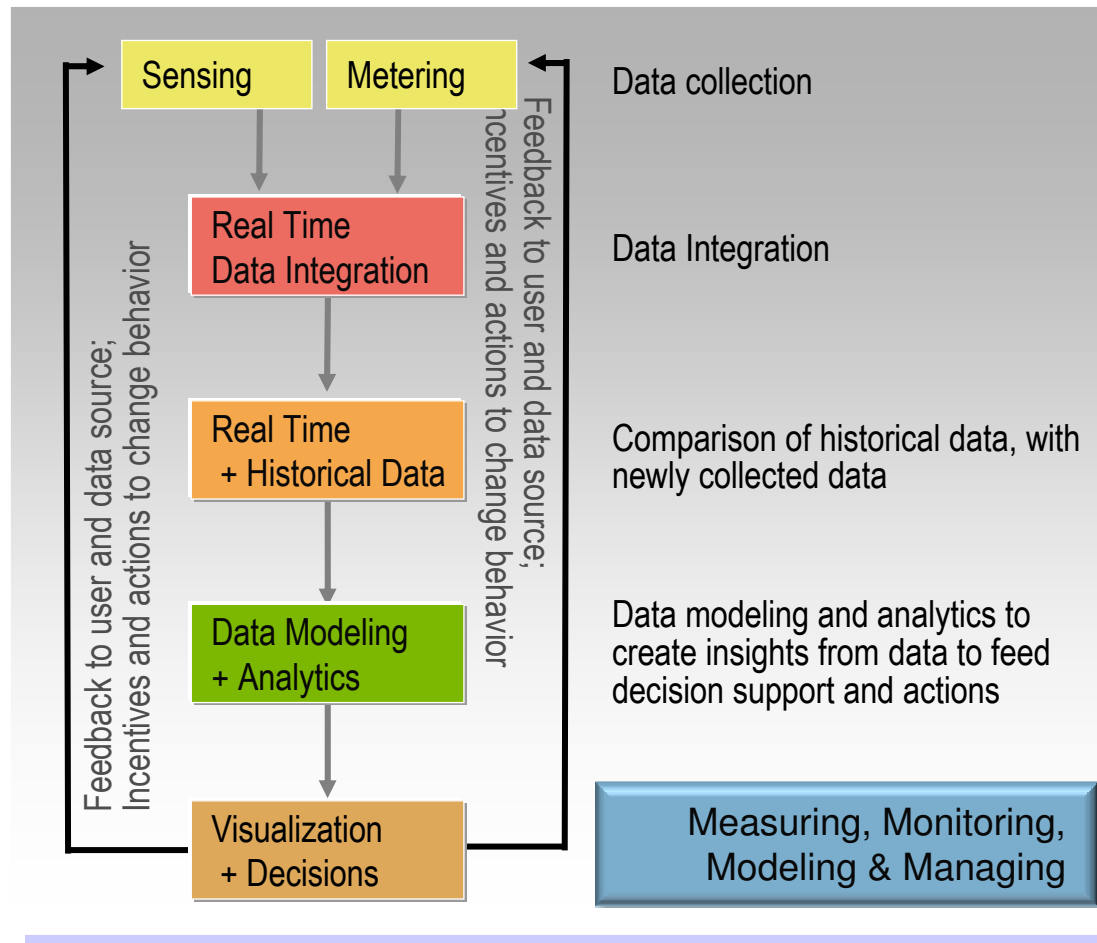 Sensing
Metering
Data collection
Real Time
Data Integration
Data Integration
Real Time
+ Historical Data
Comparison of historical data, with
newly collected data
Data Modeling
+ Analytics
Data modeling and analytics to
create insights from data to feed
decision support and actions
Visualization
+ Decisions
Measuring, Monitoring,
Modeling & Managing
Feedback to user and data source;
Incentives and actions to change behavior
Feedback to user and data source;
ncentives and actions to change behavior